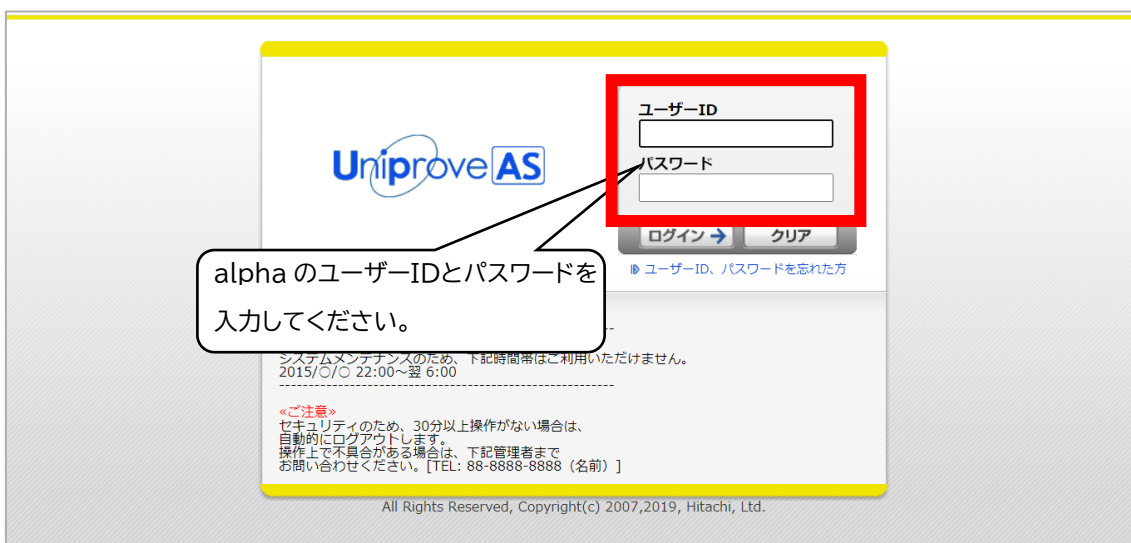 ユーザーID
パスワード
Uniprove AS
ログイン
クリア
ユーザーID、パスワードを忘れた方
alpha のユーザーIDとパスワードを
入力してください。
--
システムメンテナンスのため、下記時間帯はご利用いただけません。
2015/○/○ 22:00～翌 6:00
--------------------------------------------------------
«ご注意»
セキュリティのため、30分以上操作がない場合は、
自動的にログアウトします。
操作上で不具合がある場合は、下記管理者まで
お問い合わせください。[TEL: 88-8888-8888（名前）]
All Rights Reserved, Copyright(c) 2007,2019, Hitachi, Ltd.